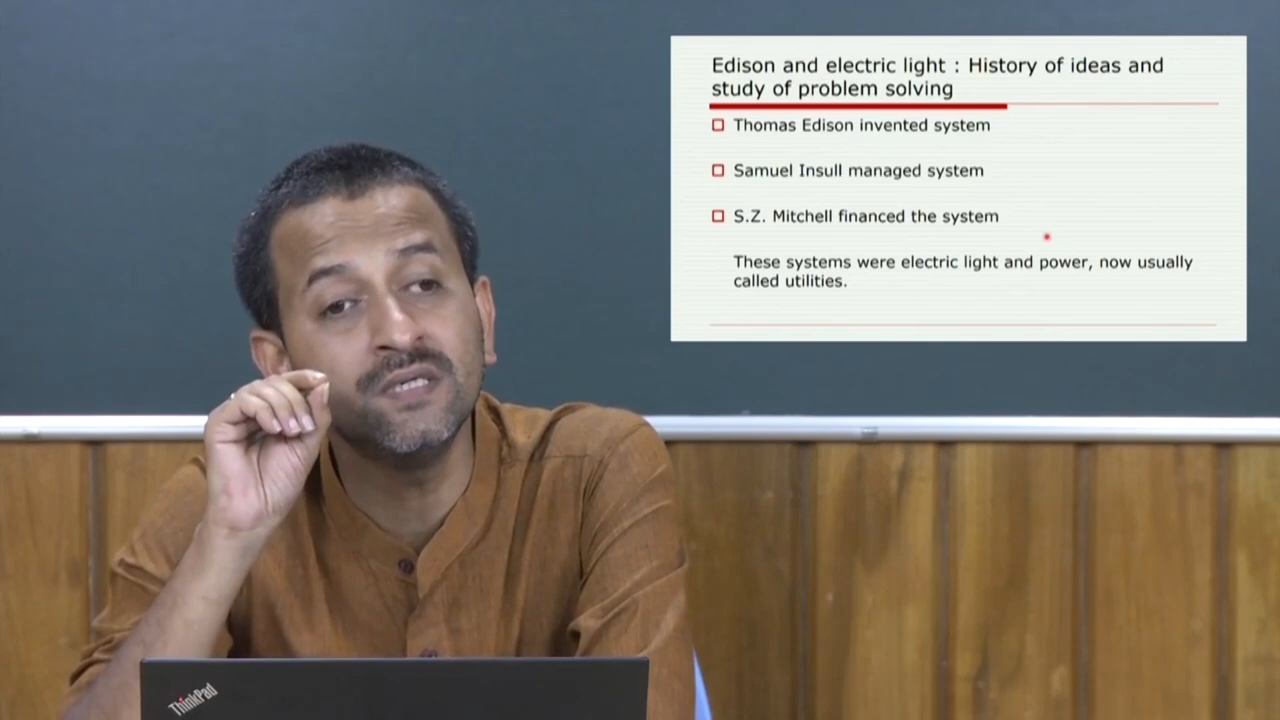 Edison and electric light : History of ideas and
study of problem solving
Thomas Edison invented system
Samuel Insull managed system
S.Z. Mitchell financed the system
These systems were electric light and power, now usually
called utilities.
ThinkPad